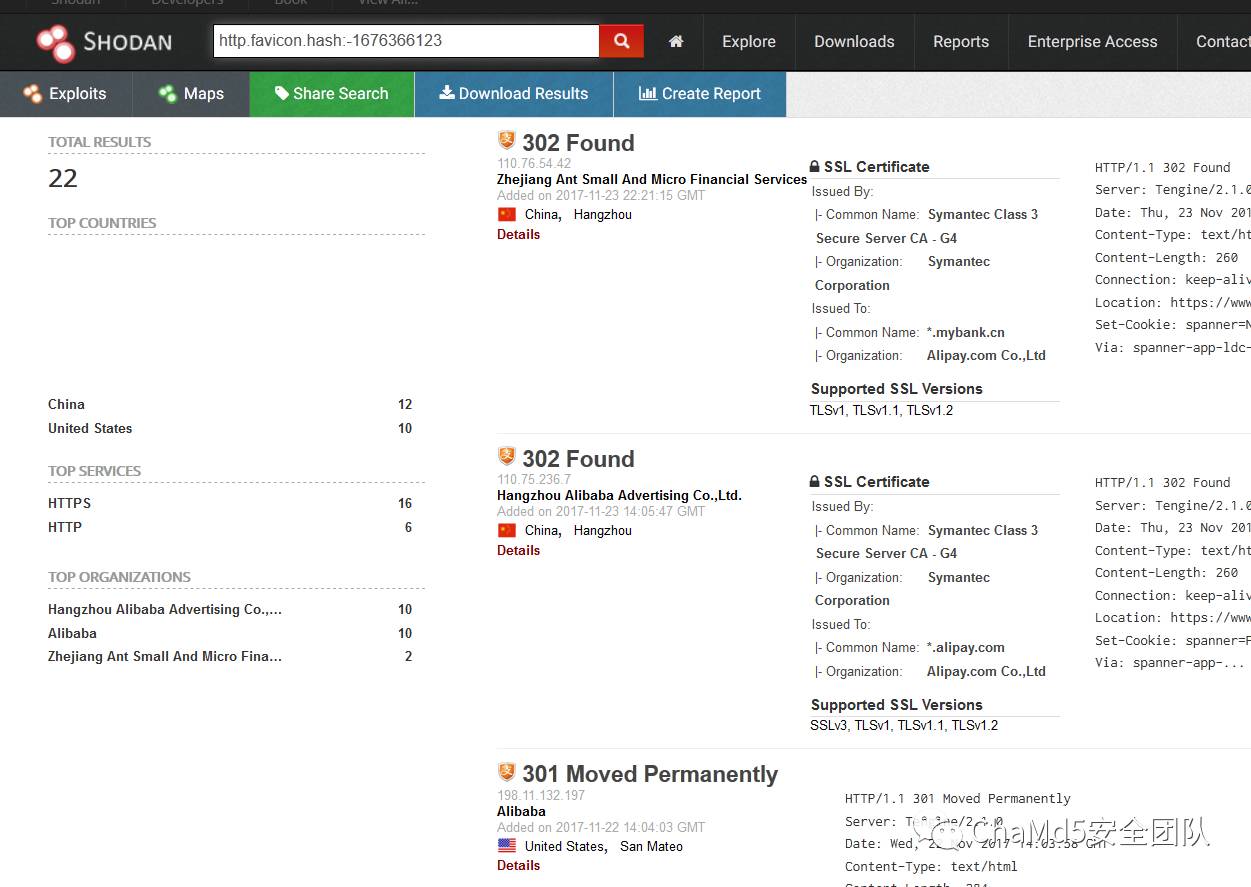 Shodan Developers Book View All...
SHODAN
http.favicon.hash:-1676366123
Explore Downloads Reports Enterprise Access Contact
Exploits Maps Share Search Download Results Create Report
TOTAL RESULTS
22
TOP COUNTRIES
China 12
United States 10
TOP SERVICES
HTTPS 16
HTTP 6
TOP ORGANIZATIONS
Hangzhou Alibaba Advertising Co.,... 10
Alibaba 10
Zhejiang Ant Small And Micro Fina... 2
支 302 Found
110.76.54.42
Zhejiang Ant Small And Micro Financial Services
Added on 2017-11-23 22:21:15 GMT
China, Hangzhou
Details
SSL Certificate
Issued By:
|- Common Name: Symantec Class 3
Secure Server CA - G4
|- Organization: Symantec
Corporation
Issued To:
|- Common Name: *.mybank.cn
|- Organization: Alipay.com Co.,Ltd
Supported SSL Versions
TLSv1, TLSv1.1, TLSv1.2
HTTP/1.1 302 Found
Server: Tengine/2.1.0
Date: Thu, 23 Nov 201
Content-Type: text/ht
Content-Length: 260
Connection: keep-aliv
Location: https://www
Set-Cookie: spanner=N
Via: spanner-app-ldc-
支 302 Found
110.75.236.7
Hangzhou Alibaba Advertising Co.,Ltd.
Added on 2017-11-23 14:05:47 GMT
China, Hangzhou
Details
SSL Certificate
Issued By:
|- Common Name: Symantec Class 3
Secure Server CA - G4
|- Organization: Symantec
Corporation
Issued To:
|- Common Name: *.alipay.com
|- Organization: Alipay.com Co.,Ltd
Supported SSL Versions
SSLv3, TLSv1, TLSv1.1, TLSv1.2
HTTP/1.1 302 Found
Server: Tengine/2.1.0
Date: Thu, 23 Nov 201
Content-Type: text/ht
Content-Length: 260
Connection: keep-aliv
Location: https://www
Set-Cookie: spanner=F
Via: spanner-app-...
支 301 Moved Permanently
198.11.132.197
Alibaba
Added on 2017-11-22 14:04:03 GMT
United States, San Mateo
Details
HTTP/1.1 301 Moved Permanently
Server: Tengine/2.1.0
Date: Wed, 22 Nov 2017 14:03:58 GMT
Content-Type: text/html
Content-Length: 284
ChaMd5安全团队